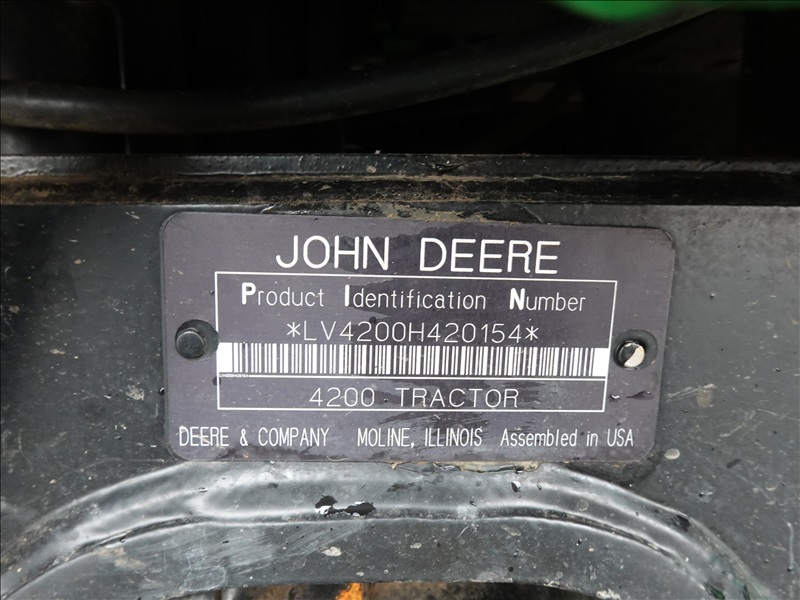 JOHN DEERE
Product Identification Number
*LV4200H420154*
4200 TRACTOR
DEERE & COMPANY MOLINE, ILLINOIS Assembled in USA